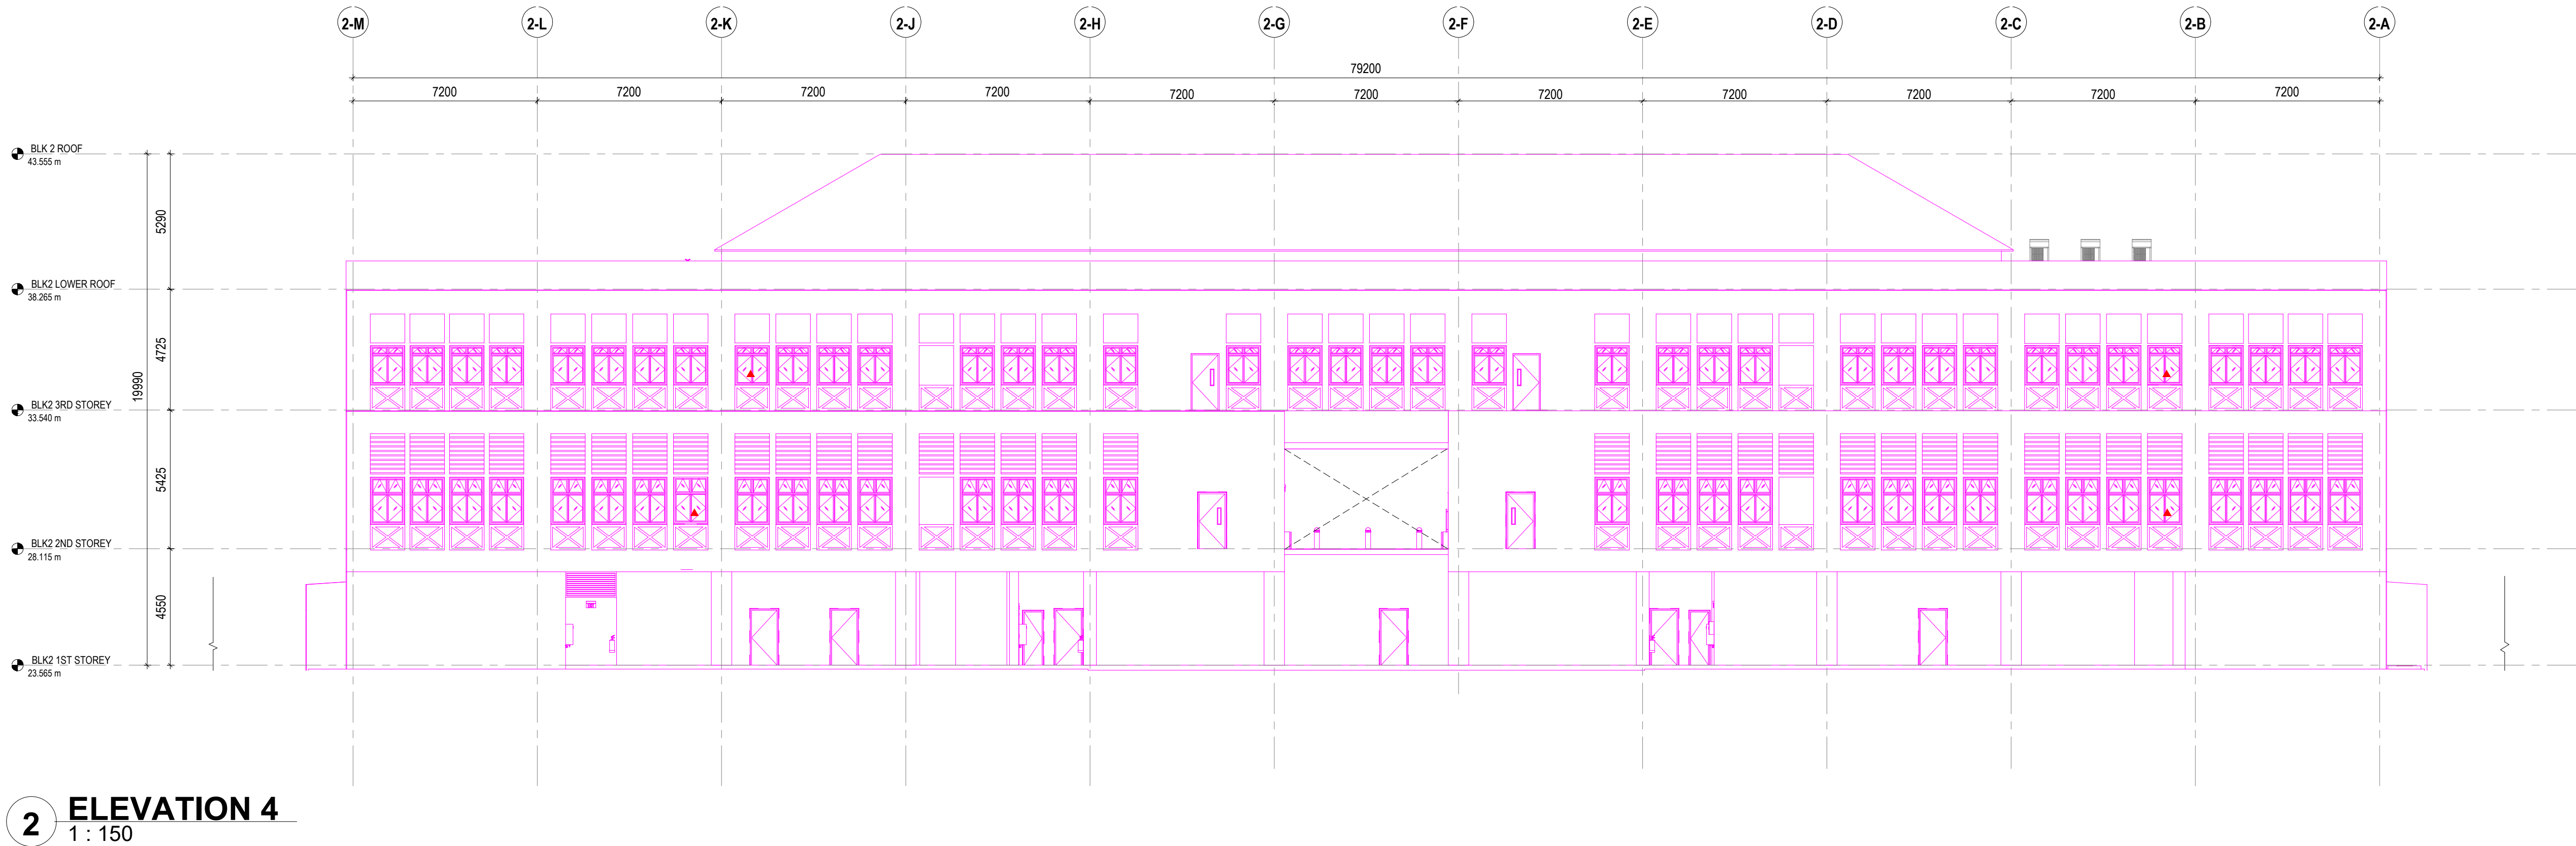 2-M 2-L 2-K 2-J 2-H 2-G 2-F 2-E 2-D 2-C 2-B 2-A
79200
7200 7200 7200 7200 7200 7200 7200 7200 7200 7200 7200
BLK 2 ROOF
43.555 m
5290
BLK2 LOWER ROOF
38.265 m
4725
19990
BLK2 3RD STOREY
33.540 m
5425
BLK2 2ND STOREY
28.115 m
4550
BLK2 1ST STOREY
23.565 m
2 ELEVATION 4
1 : 150